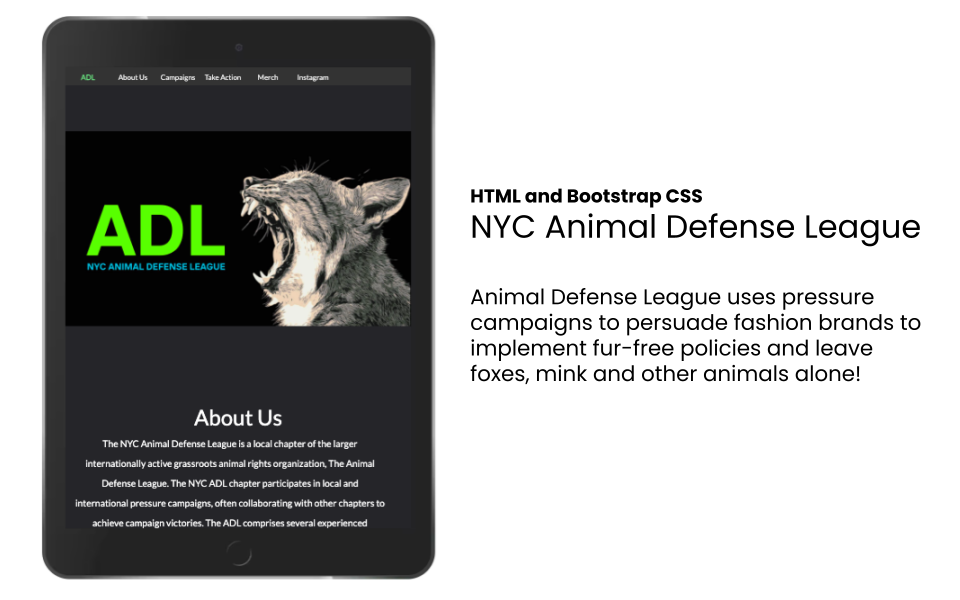 ADL About Us Campaigns Take Action Merch Instagram
ADL
NYC ANIMAL DEFENSE LEAGUE
About Us
The NYC Animal Defense League is a local chapter of the larger
internationally active grassroots animal rights organization, The Animal
Defense League. The NYC ADL chapter participates in local and
international pressure campaigns, often collaborating with other chapters to
achieve campaign victories. The ADL comprises several experienced
HTML and Bootstrap CSS
NYC Animal Defense League
Animal Defense League uses pressure
campaigns to persuade fashion brands to
implement fur-free policies and leave
foxes, mink and other animals alone!